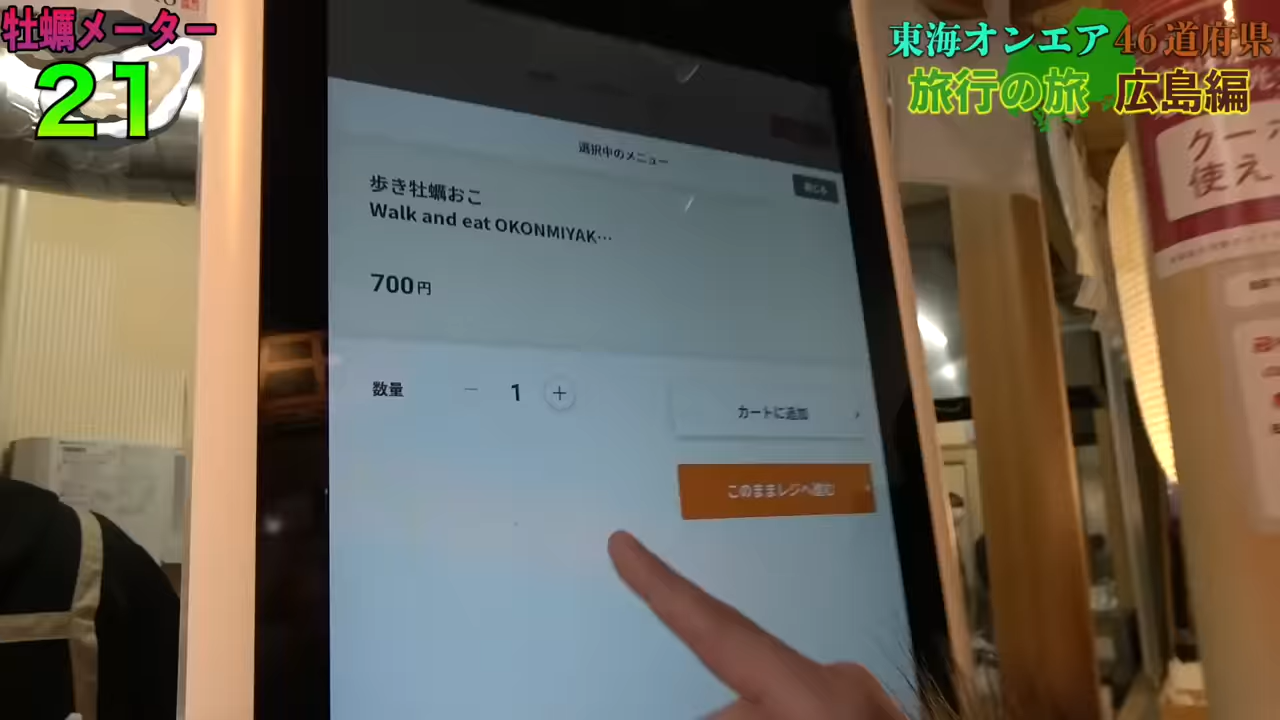 牡蠣メーター
21
東海オンエア46道府県
旅行の旅 広島編
選択中のメニュー
閉じる
歩き牡蠣おこ
Walk and eat OKONMIYAK…
700円
数量
1
カートに追加
このままレジへ進む
使え